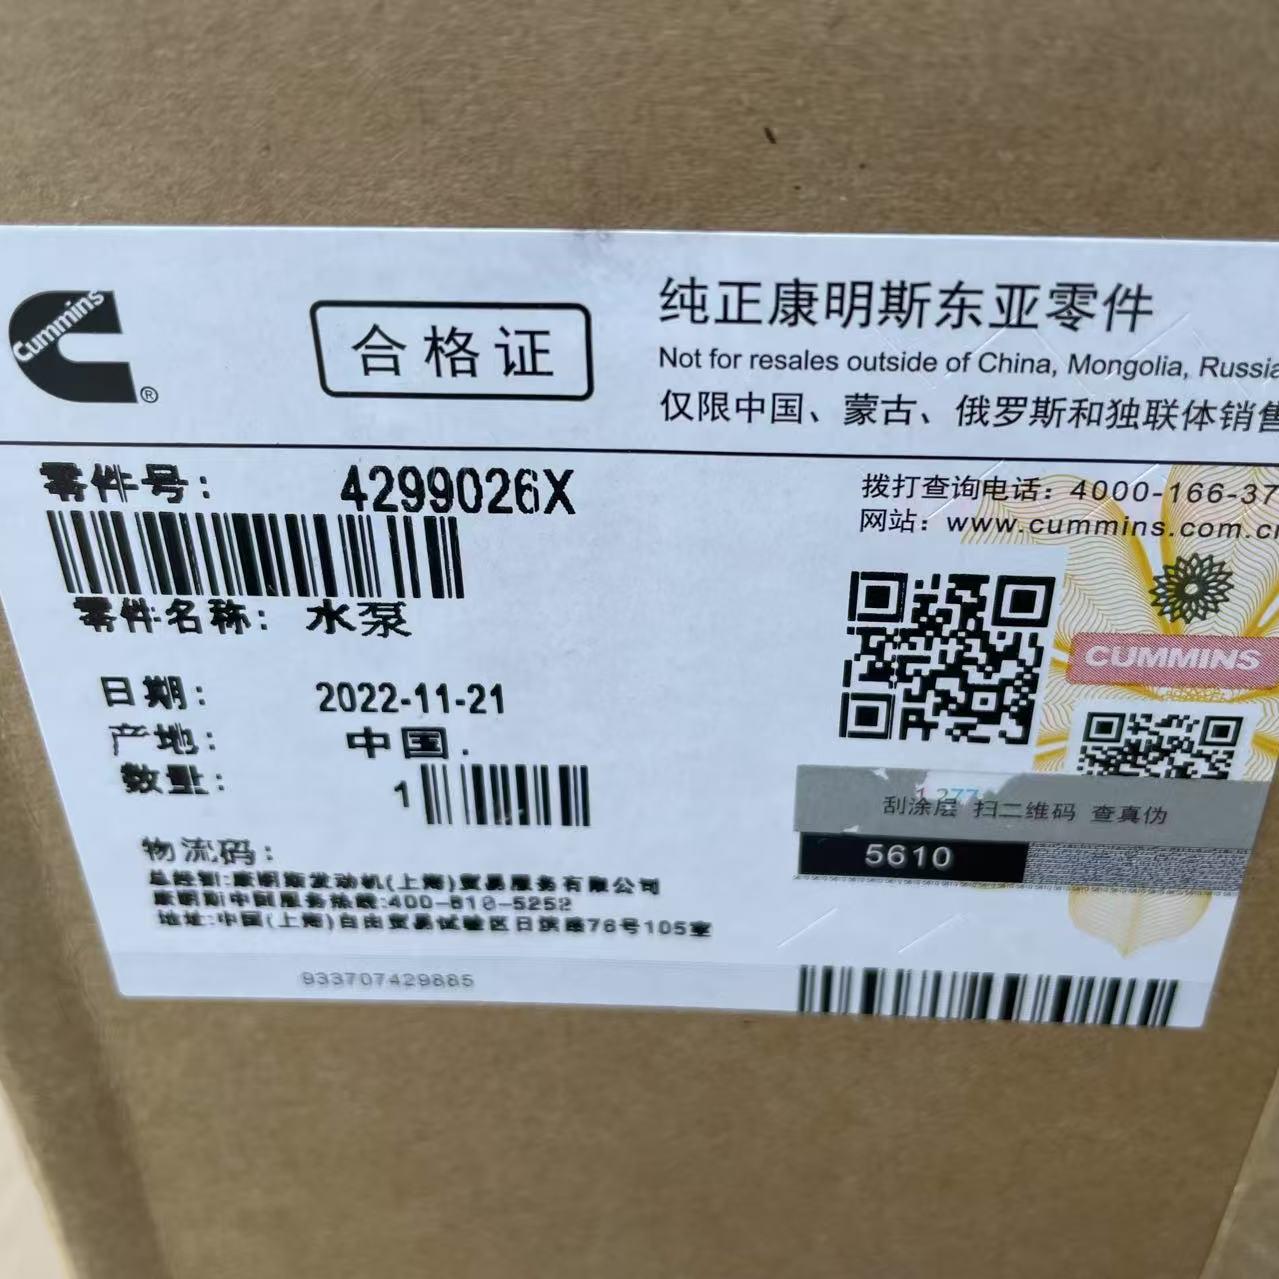 Cummins
®
合格证
纯正康明斯东亚零件
Not for resales outside of China, Mongolia, Russia
仅限中国、蒙古、俄罗斯和独联体销售
零件号: 4299026X
拨打查询电话: 4000-166-37
网站: www.cummins.com.cn
零件名称: 水泵
日期: 2022-11-21
产地: 中国.
数量: 1
CUMMINS
刮涂层 扫二维码 查真伪
5610
物流码:
总经销:康明斯发动机(上海)贸易服务有限公司
康明斯中国服务热线:400-810-5252
地址:中国(上海)自由贸易试验区日滨路76号105室
933707429885